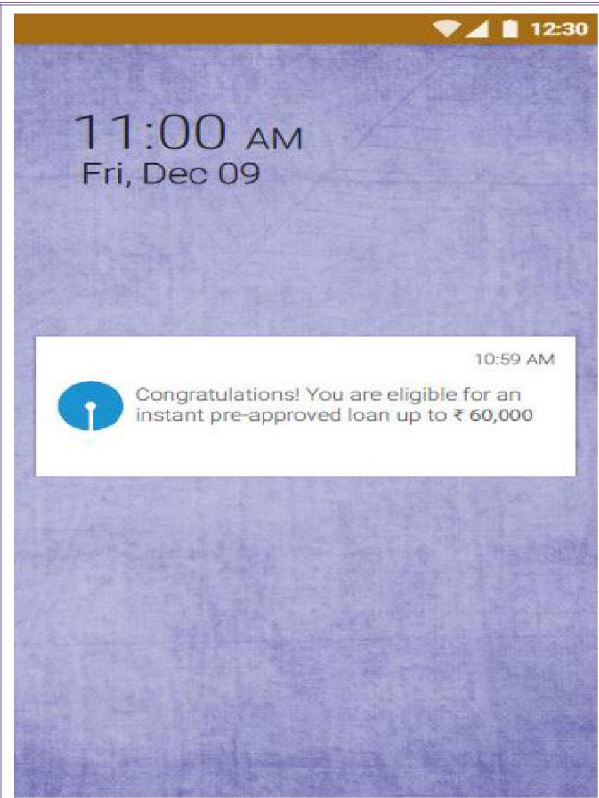 12:30
11:00 AM
Fri, Dec 09
10:59 AM
Congratulations! You are eligible for an
instant pre-approved loan up to ₹ 60,000